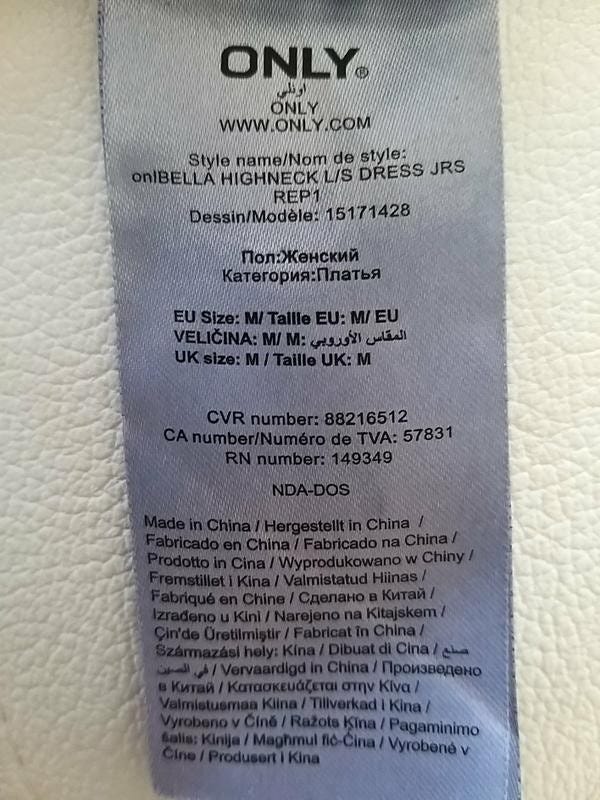 ONLY®
اونلي
ONLY
WWW.ONLY.COM
Style name/Nom de style:
onlBELLA HIGHNECK L/S DRESS JRS
REP1
Dessin/Modèle: 15171428
Пол:Женский
Категория:Платья
EU Size: M/ Taille EU: M/ EU
VELIČINA: M/ M: المقاس الأوروبي
UK size: M / Taille UK: M
CVR number: 88216512
CA number/Numéro de TVA: 57831
RN number: 149349
NDA-DOS
Made in China / Hergestellt in China /
Fabricado en China / Fabricado na China /
Prodotto in Cina / Wyprodukowano w Chiny /
Fremstillet i Kina / Valmistatud Hiinas /
Fabriqué en Chine / Сделано в Китай /
Izrađeno u Kini / Narejeno na Kitajskem /
Çin'de Üretilmiştir / Fabricat în China /
Származási hely: Kína / Dibuat di Cina / صنع
في الصين / Vervaardigd in China / Произведено
в Китай / Κατασκευάζεται στην Κίνα /
Valmistusmaa Kiina / Tillverkad i Kina /
Vyrobeno v Číně / Ražots Ķīna / Pagaminimo
šalis: Kinija / Magħmul fiċ-Ċina / Vyrobené v
Číne / Produsert i Kina